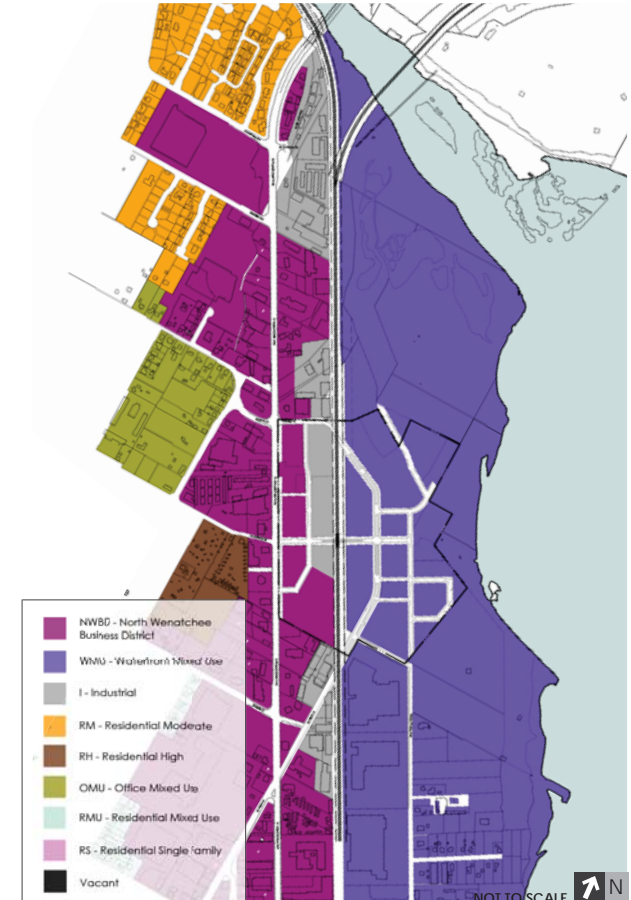 NWBD - North Wenatchee
Business District
WMU - Waterfront Mixed Use
I - Industrial
RM - Residential Moderate
RH - Residential High
OMU - Office Mixed Use
RMU - Residential Mixed Use
RS - Residential Single Family
Vacant
NOT TO SCALE
N